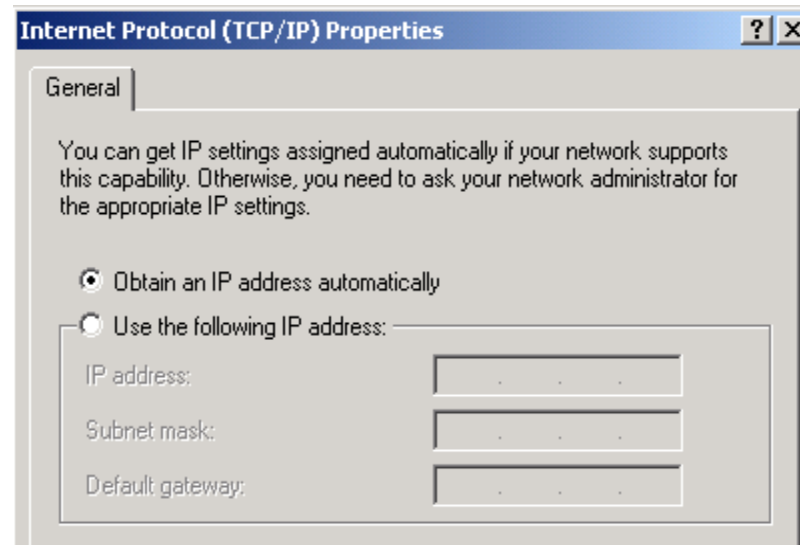 Internet Protocol (TCP/IP) Properties
General
You can get IP settings assigned automatically if your network supports
this capability. Otherwise, you need to ask your network administrator for
the appropriate IP settings.
Obtain an IP address automatically
Use the following IP address:
IP address:
Subnet mask:
Default gateway: